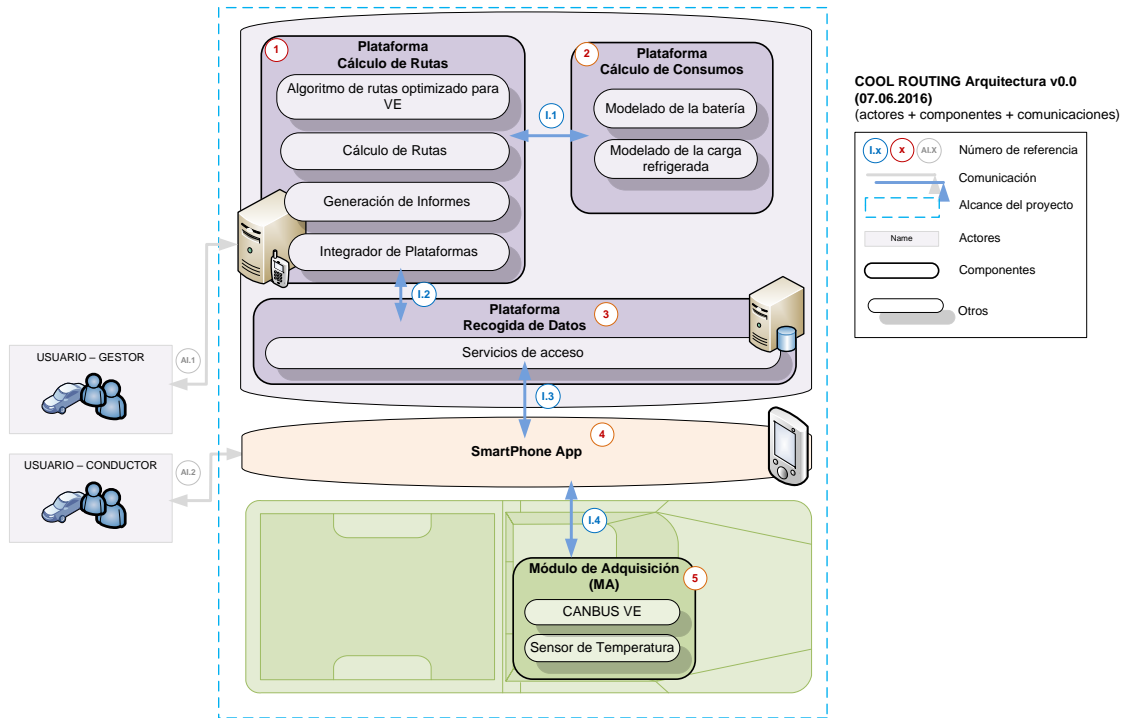 1
Plataforma
Cálculo de Rutas
Algoritmo de rutas optimizado para
VE
Cálculo de Rutas
Generación de Informes
Integrador de Plataformas
I.1
2
Plataforma
Cálculo de Consumos
Modelado de la batería
Modelado de la carga
refrigerada
I.2
Plataforma
Recogida de Datos
3
Servicios de acceso
I.3
USUARIO – GESTOR
AI.1
USUARIO – CONDUCTOR
AI.2
4
SmartPhone App
I.4
Módulo de Adquisición
(MA)
5
CANBUS VE
Sensor de Temperatura
COOL ROUTING Arquitectura v0.0
(07.06.2016)
(actores + componentes + comunicaciones)
I.x x AI.X Número de referencia
Comunicación
Alcance del proyecto
Name Actores
Componentes
Otros